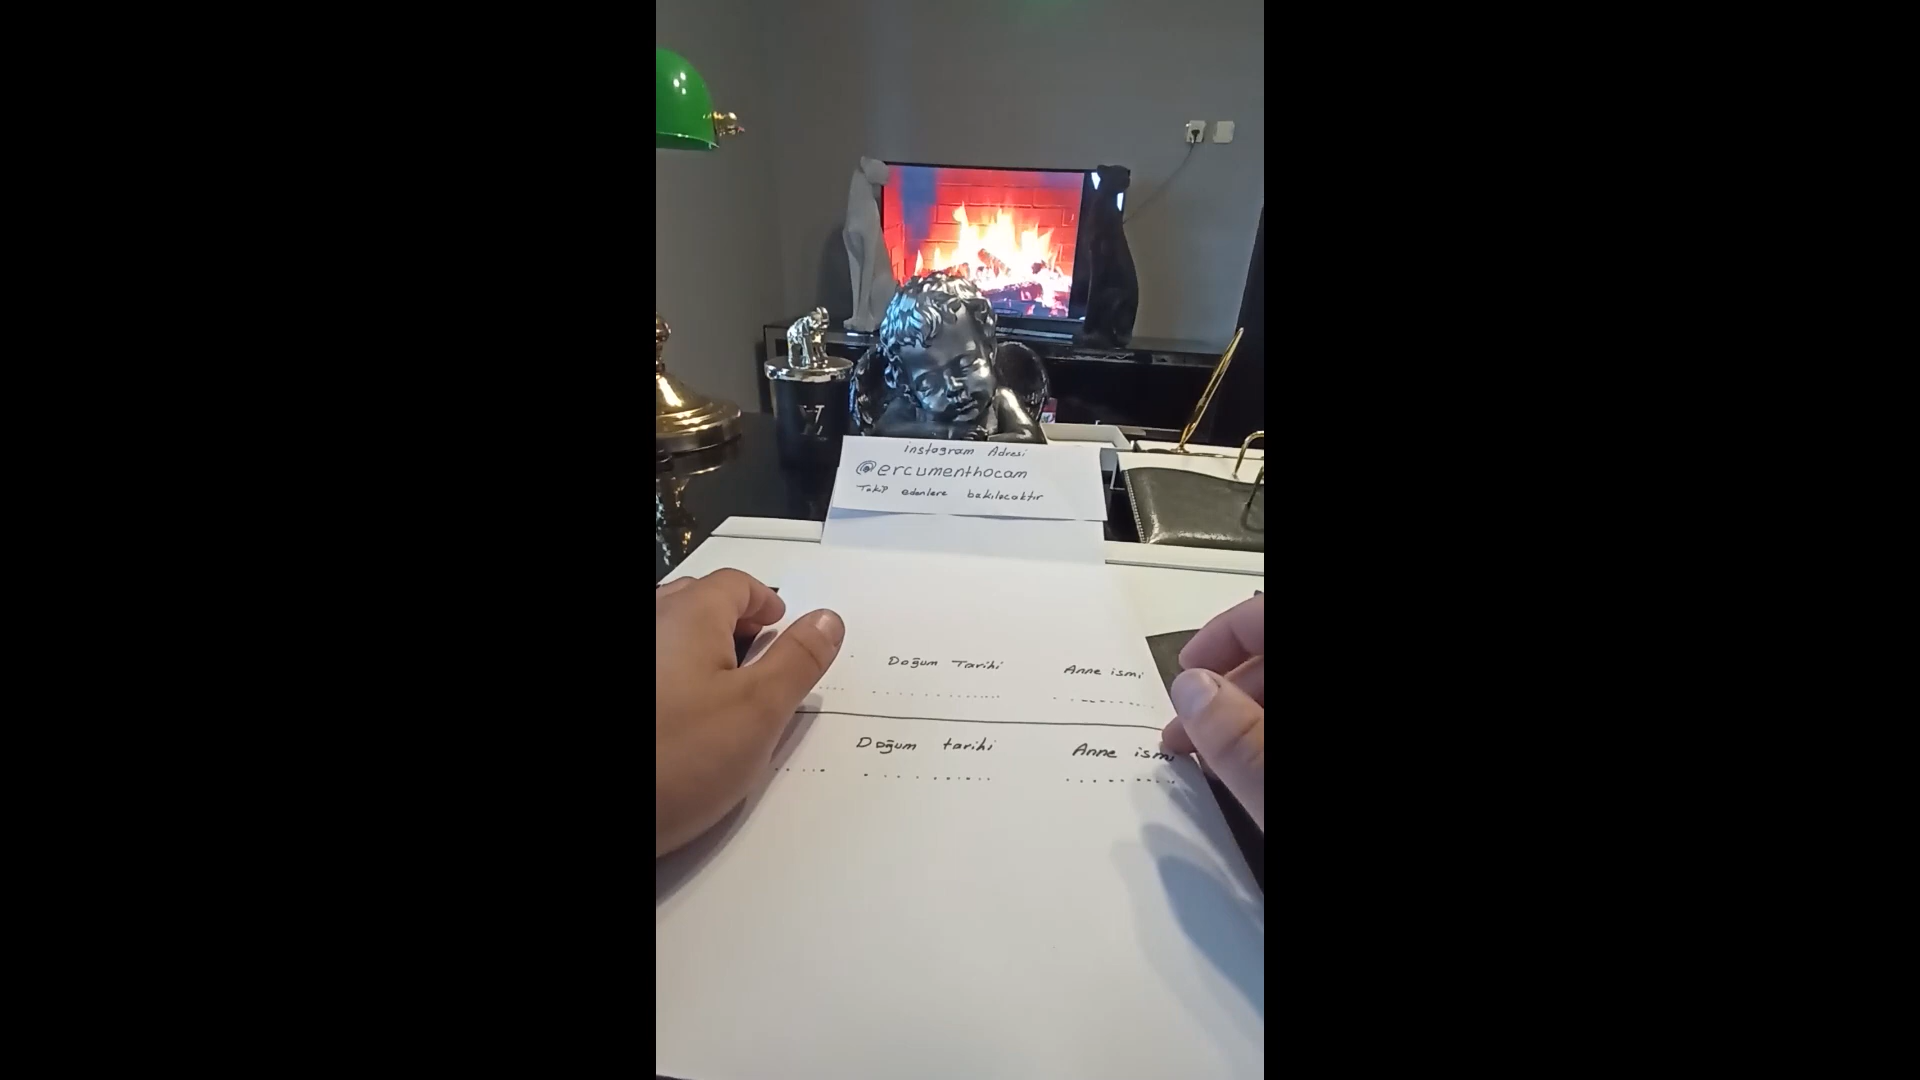 instagram Adresi
@ercumenthocam
Takip edenlere bakılacaktır
Doğum Tarihi Anne ismi
Doğum tarihi Anne ismi